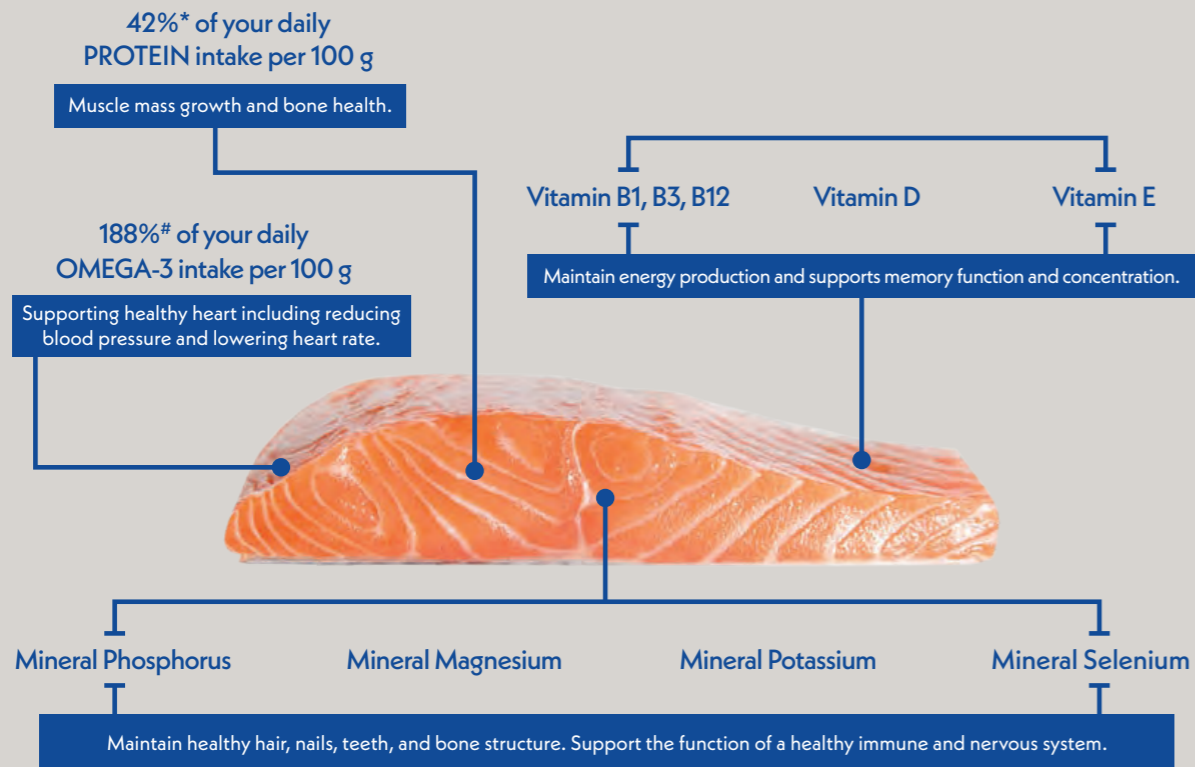 42%* of your daily
PROTEIN intake per 100 g
Muscle mass growth and bone health.
188%# of your daily
OMEGA-3 intake per 100 g
Supporting healthy heart including reducing
blood pressure and lowering heart rate.
Vitamin B1, B3, B12
Vitamin D
Vitamin E
Maintain energy production and supports memory function and concentration.
Mineral Phosphorus
Mineral Magnesium
Mineral Potassium
Mineral Selenium
Maintain healthy hair, nails, teeth, and bone structure. Support the function of a healthy immune and nervous system.